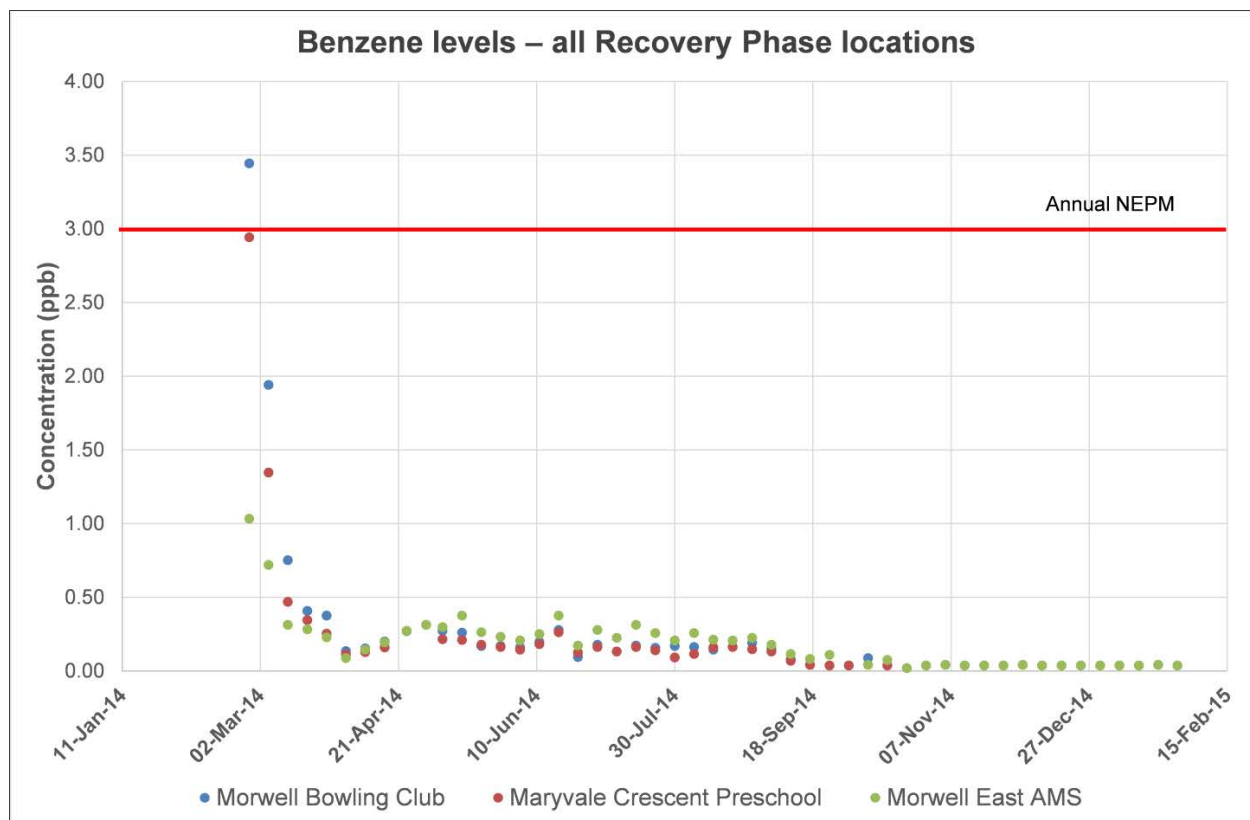 Benzene levels – all Recovery Phase locations
4.00
3.50
3.00
2.50
2.00
1.50
1.00
0.50
0.00
Concentration (ppb)
Annual NEPM
11-Jan-14
02-Mar-14
21-Apr-14
10-Jun-14
30-Jul-14
18-Sep-14
07-Nov-14
27-Dec-14
15-Feb-15
Morwell Bowling Club
Maryvale Crescent Preschool
Morwell East AMS